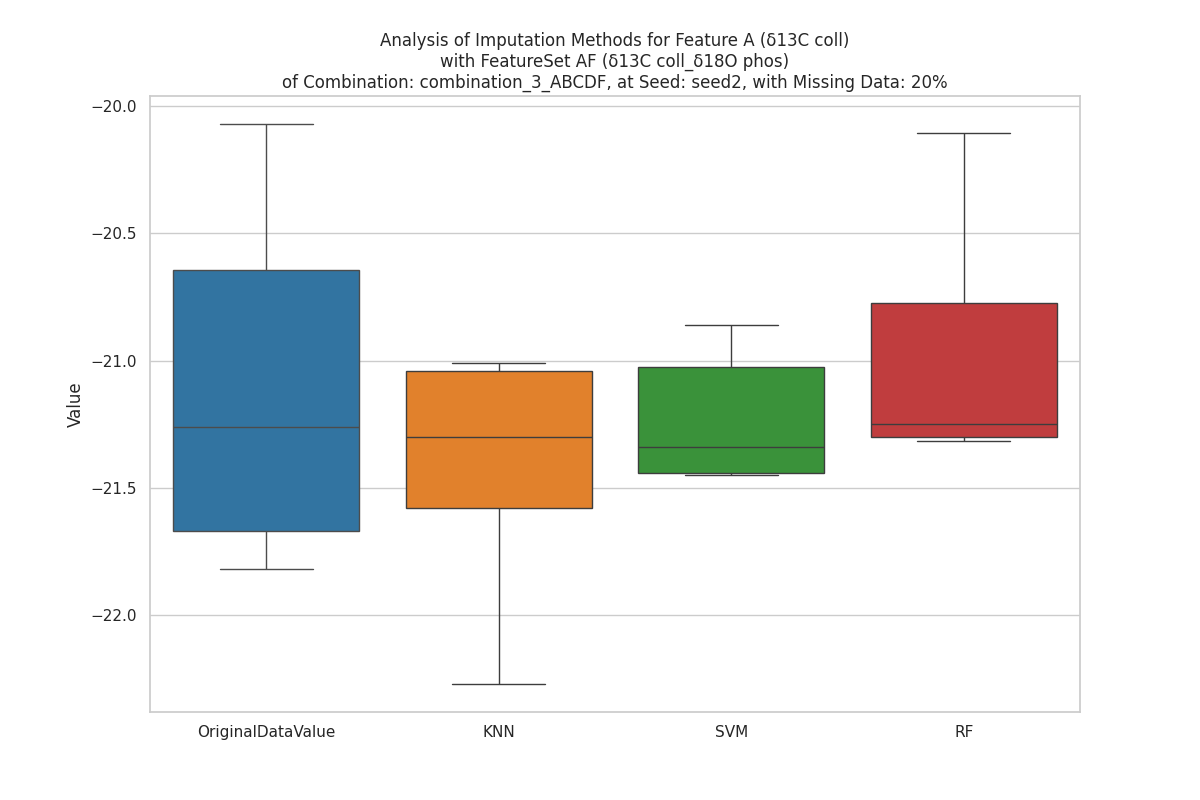 Analysis of Imputation Methods for Feature A (δ13C coll)
with FeatureSet AF (δ13C coll_δ18O phos)
of Combination: combination_3_ABCDF, at Seed: seed2, with Missing Data: 20%
−20.0
−20.5
−21.0
−21.5
−22.0
Value
OriginalDataValue
KNN
SVM
RF